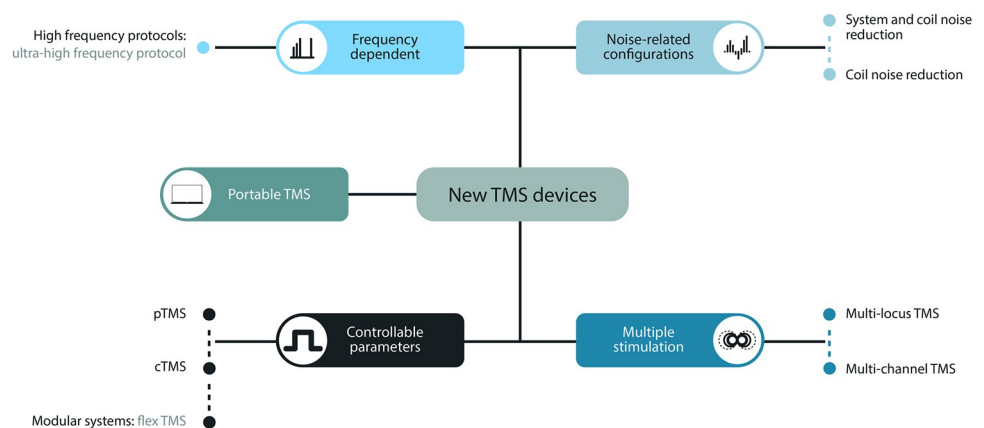 High frequency protocols:
ultra-high frequency protocol
Frequency
dependent
Noise-related
configurations
System and coil noise
reduction
Coil noise reduction
Portable TMS
New TMS devices
pTMS
cTMS
Modular systems: flex TMS
Controllable
parameters
Multiple
stimulation
Multi-locus TMS
Multi-channel TMS